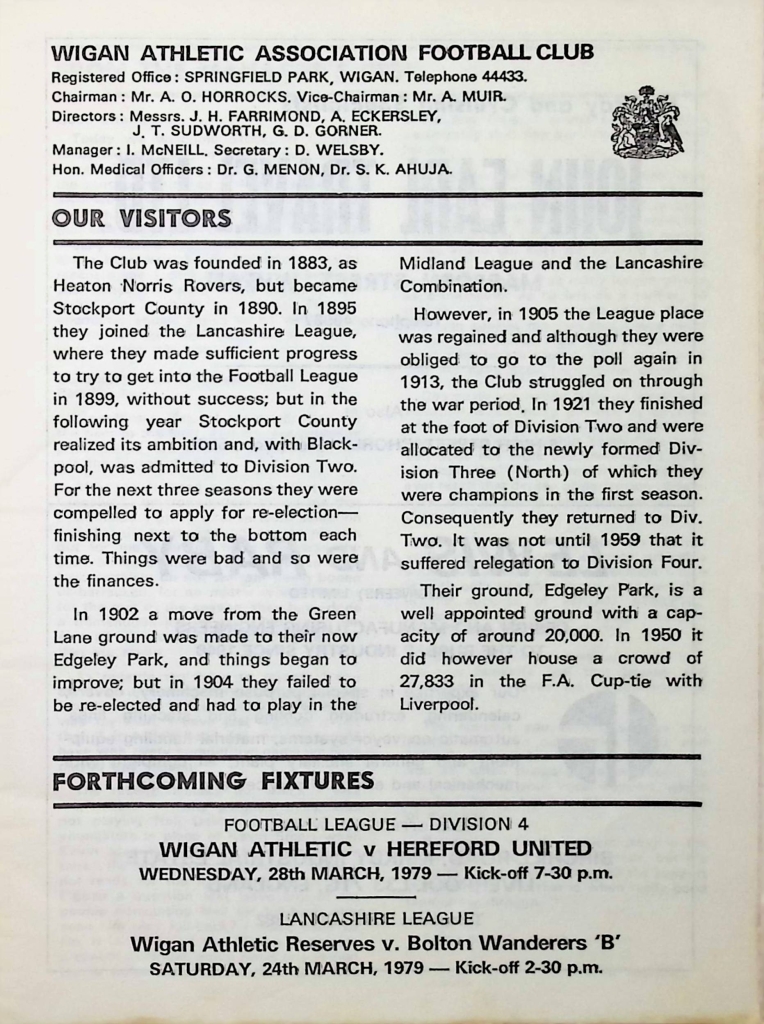 WIGAN ATHLETIC ASSOCIATION FOOTBALL CLUB
Registered Office : SPRINGFIELD PARK, WIGAN. Telephone 44433.
Chairman : Mr. A. O. HORROCKS. Vice-Chairman : Mr. A. MUIR.
Directors : Messrs. J. H. FARRIMOND, A. ECKERSLEY,
J. T. SUDWORTH, G. D. GORNER.
Manager : I. McNEILL. Secretary : D. WELSBY.
Hon. Medical Officers : Dr. G. MENON, Dr. S. K. AHUJA.
OUR VISITORS
The Club was founded in 1883, as
Heaton Norris Rovers, but became
Stockport County in 1890. In 1895
they joined the Lancashire League,
where they made sufficient progress
to try to get into the Football League
in 1899, without success; but in the
following year Stockport County
realized its ambition and, with Black-
pool, was admitted to Division Two.
For the next three seasons they were
compelled to apply for re-election—
finishing next to the bottom each
time. Things were bad and so were
the finances.
In 1902 a move from the Green
Lane ground was made to their now
Edgeley Park, and things began to
improve; but in 1904 they failed to
be re-elected and had to play in the
Midland League and the Lancashire
Combination.
However, in 1905 the League place
was regained and although they were
obliged to go to the poll again in
1913, the Club struggled on through
the war period. In 1921 they finished
at the foot of Division Two and were
allocated to the newly formed Div-
ision Three (North) of which they
were champions in the first season.
Consequently they returned to Div.
Two. It was not until 1959 that it
suffered relegation to Division Four.
Their ground, Edgeley Park, is a
well appointed ground with a cap-
acity of around 20,000. In 1950 it
did however house a crowd of
27,833 in the F.A. Cup-tie with
Liverpool.
FORTHCOMING FIXTURES
FOOTBALL LEAGUE — DIVISION 4
WIGAN ATHLETIC v HEREFORD UNITED
WEDNESDAY, 28th MARCH, 1979 — Kick-off 7-30 p.m.
LANCASHIRE LEAGUE
Wigan Athletic Reserves v. Bolton Wanderers 'B'
SATURDAY, 24th MARCH, 1979 — Kick-off 2-30 p.m.